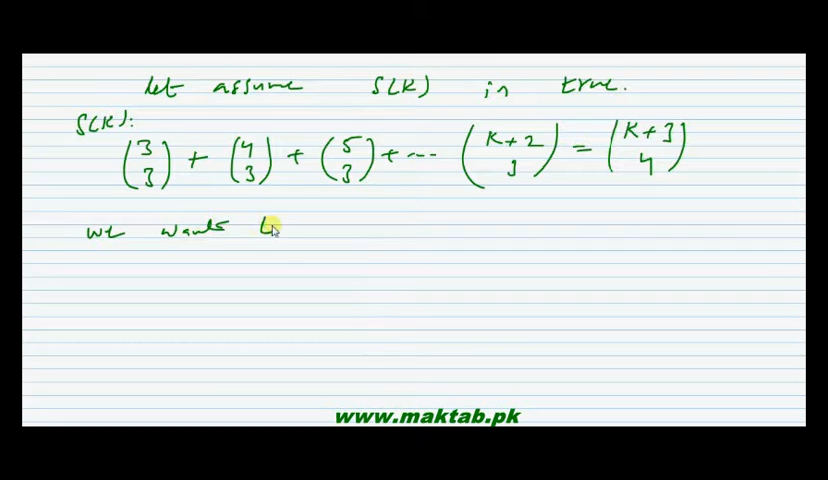 let assume S(K) is true.
S(K):
(3 3) + (4 3) + (5 3) + --- (K+2 3) = (K+3 4)
we wants t
www.maktab.pk